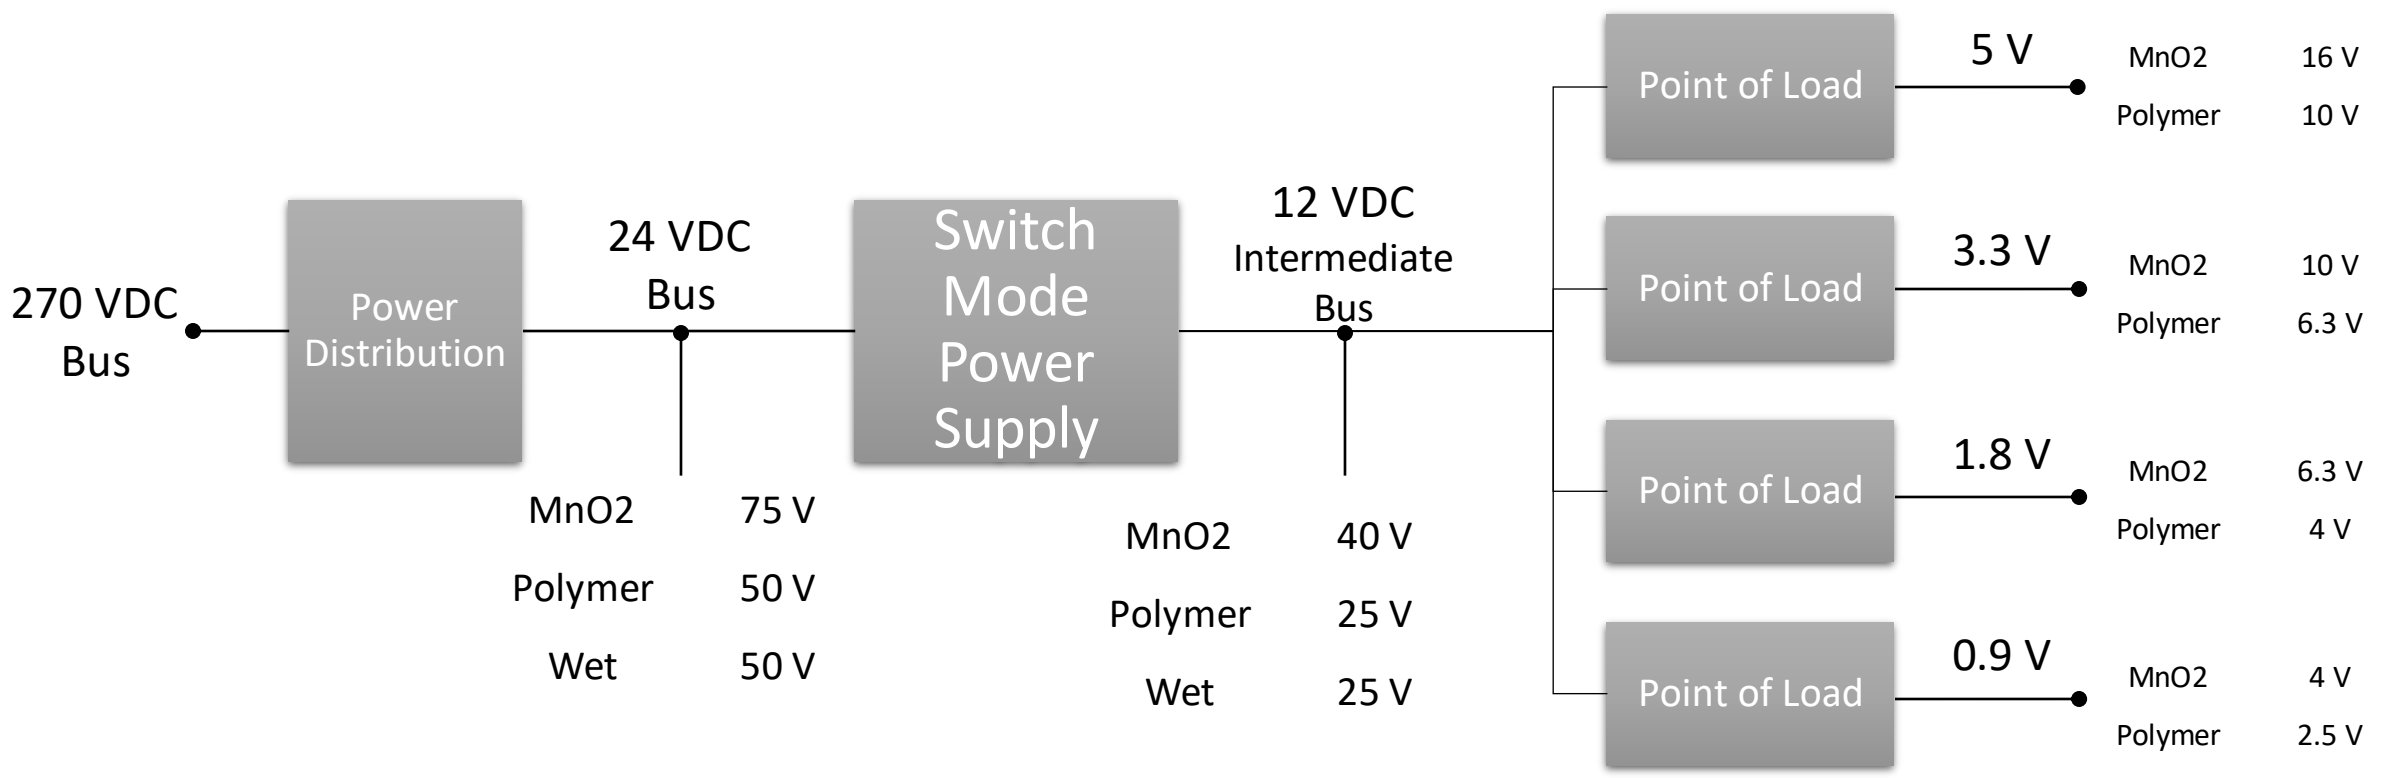 270 VDC
Bus
Power
Distribution
24 VDC
Bus
MnO2 75 V
Polymer 50 V
Wet 50 V
Switch
Mode
Power
Supply
12 VDC
Intermediate
Bus
MnO2 40 V
Polymer 25 V
Wet 25 V
Point of Load
5 V
MnO2 16 V
Polymer 10 V
Point of Load
3.3 V
MnO2 10 V
Polymer 6.3 V
Point of Load
1.8 V
MnO2 6.3 V
Polymer 4 V
Point of Load
0.9 V
MnO2 4 V
Polymer 2.5 V